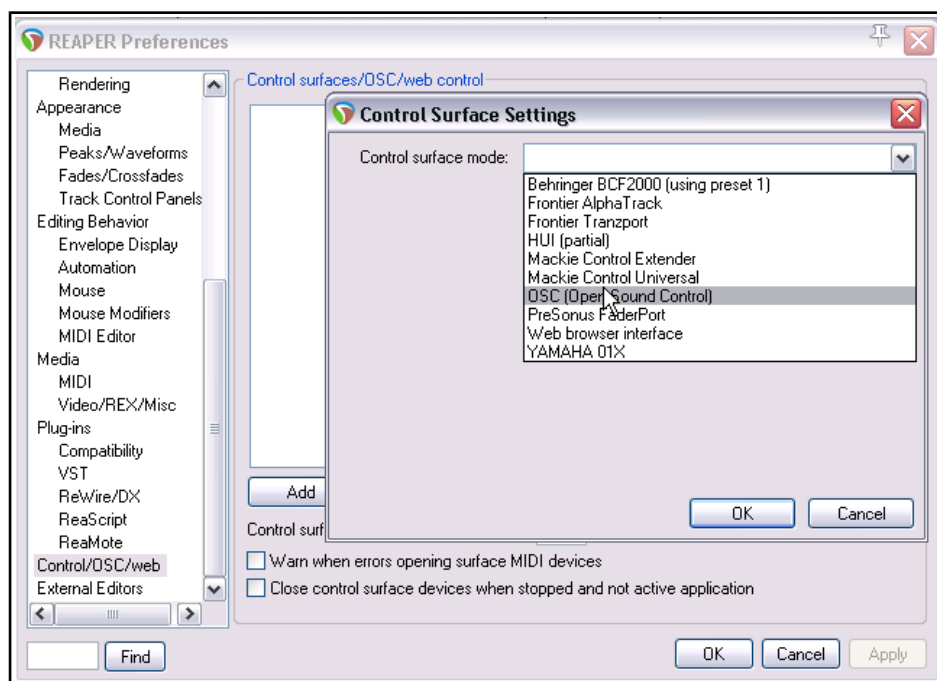 REAPER Preferences
Rendering
Appearance
Media
Peaks/Waveforms
Fades/Crossfades
Track Control Panels
Editing Behavior
Envelope Display
Automation
Mouse
Mouse Modifiers
MIDI Editor
Media
MIDI
Video/REX/Misc
Plug-ins
Compatibility
VST
ReWire/DX
ReaScript
ReaMote
Control/OSC/web
External Editors
Find
Control surfaces/OSC/web control
Control Surface Settings
Control surface mode:
Behringer BCF2000 (using preset 1)
Frontier AlphaTrack
Frontier Tranzport
HUI (partial)
Mackie Control Extender
Mackie Control Universal
OSC (Open Sound Control)
PreSonus FaderPort
Web browser interface
YAMAHA 01X
OK Cancel
Add
Control surf
Warn when errors opening surface MIDI devices
Close control surface devices when stopped and not active application
OK Cancel Apply